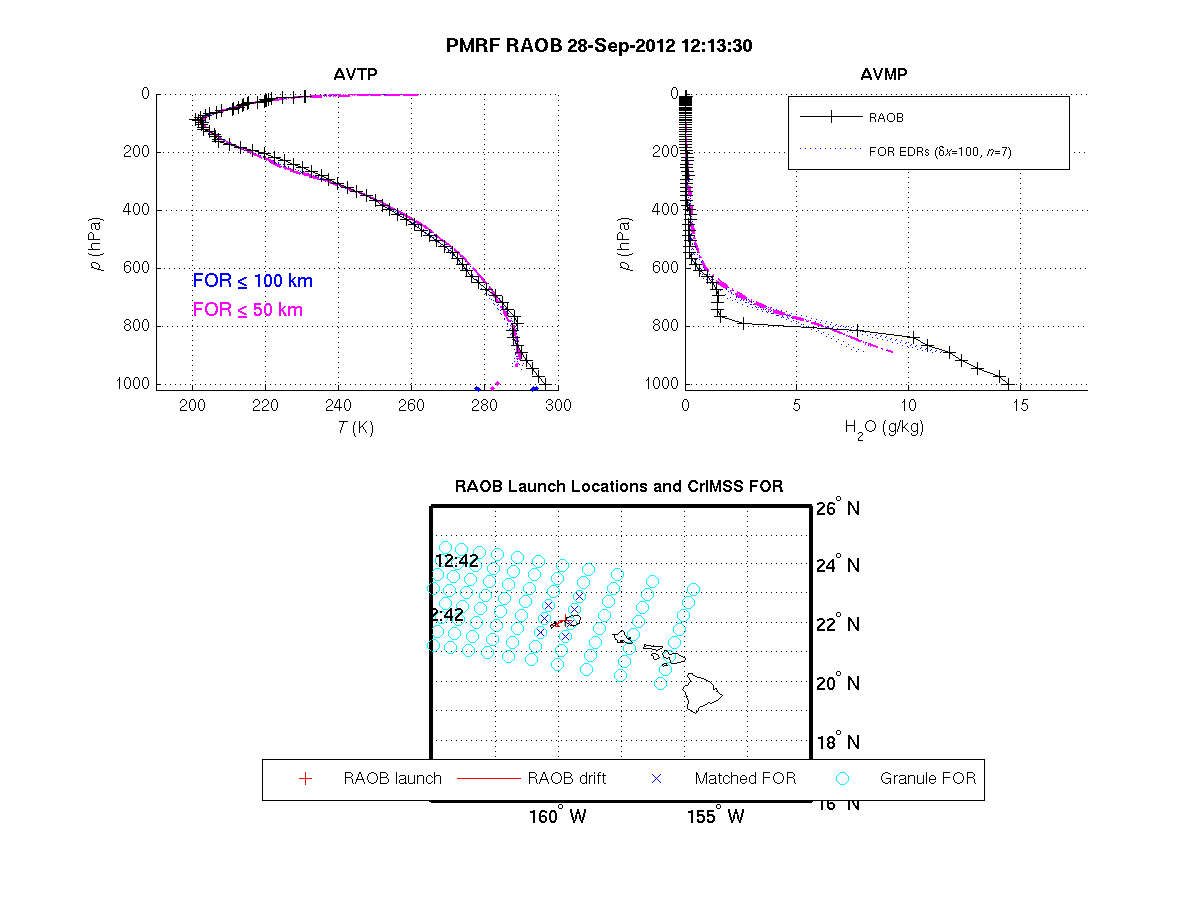 PMRF RAOB 28-Sep-2012 12:13:30
AVTP
0
200
400
600
800
1000
p (hPa)
FOR ≤ 100 km
FOR ≤ 50 km
200 220 240 260 280 300
T (K)
AVMP
0
200
400
600
800
1000
p (hPa)
RAOB
FOR EDRs (δx=100, n=7)
0 5 10 15
H2O (g/kg)
RAOB Launch Locations and CrIMSS FOR
26° N
24° N
22° N
20° N
18° N
16° N
12:42
2:42
RAOB launch RAOB drift Matched FOR Granule FOR
160° W 155° W